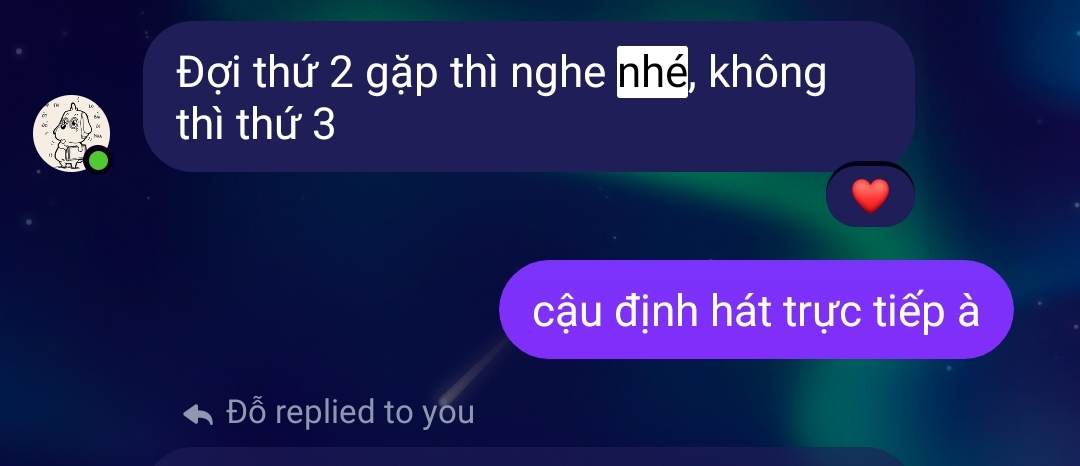 Đợi thứ 2 gặp thì nghe nhé, không
thì thứ 3
cậu định hát trực tiếp à
Đỗ replied to you